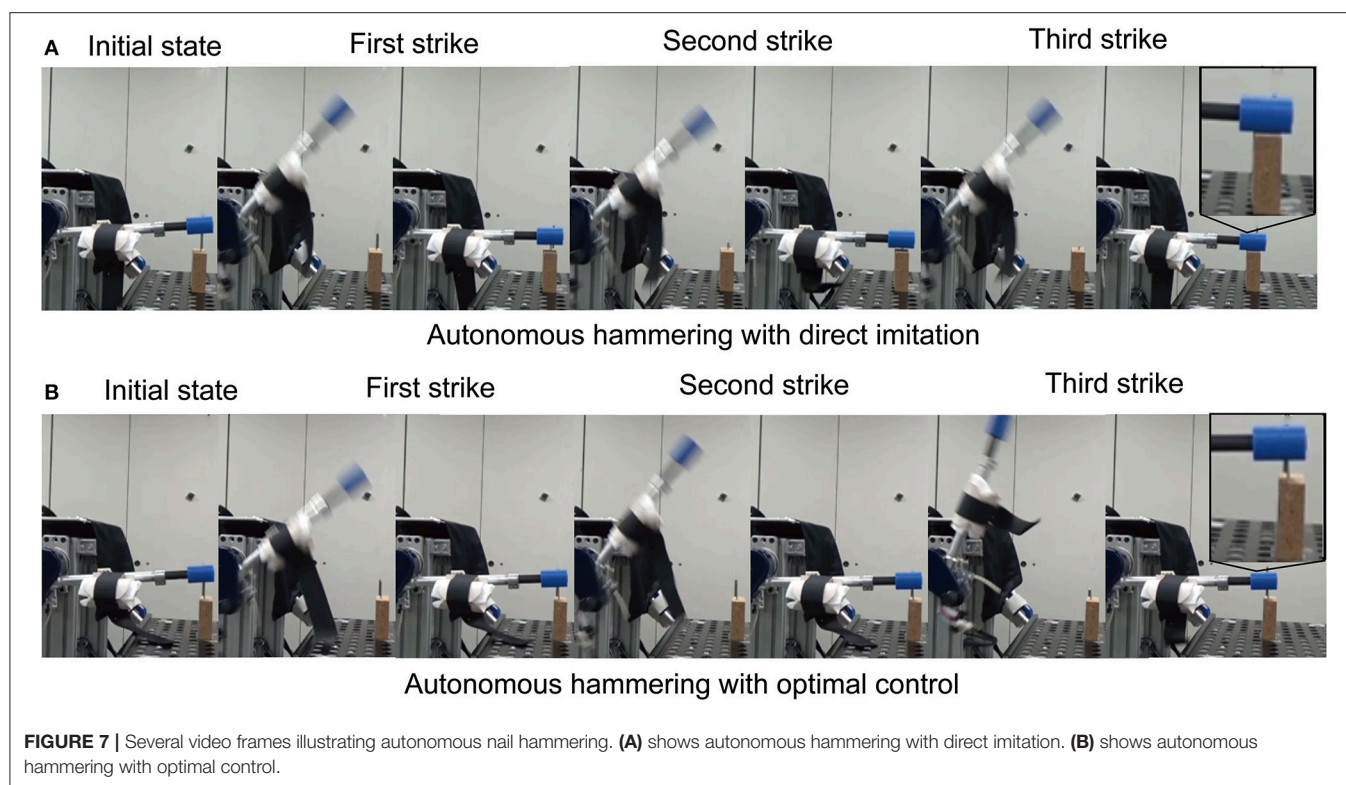 A Initial state First strike Second strike Third strike
Autonomous hammering with direct imitation
B Initial state First strike Second strike Third strike
Autonomous hammering with optimal control
FIGURE 7 | Several video frames illustrating autonomous nail hammering. (A) shows autonomous hammering with direct imitation. (B) shows autonomous
hammering with optimal control.